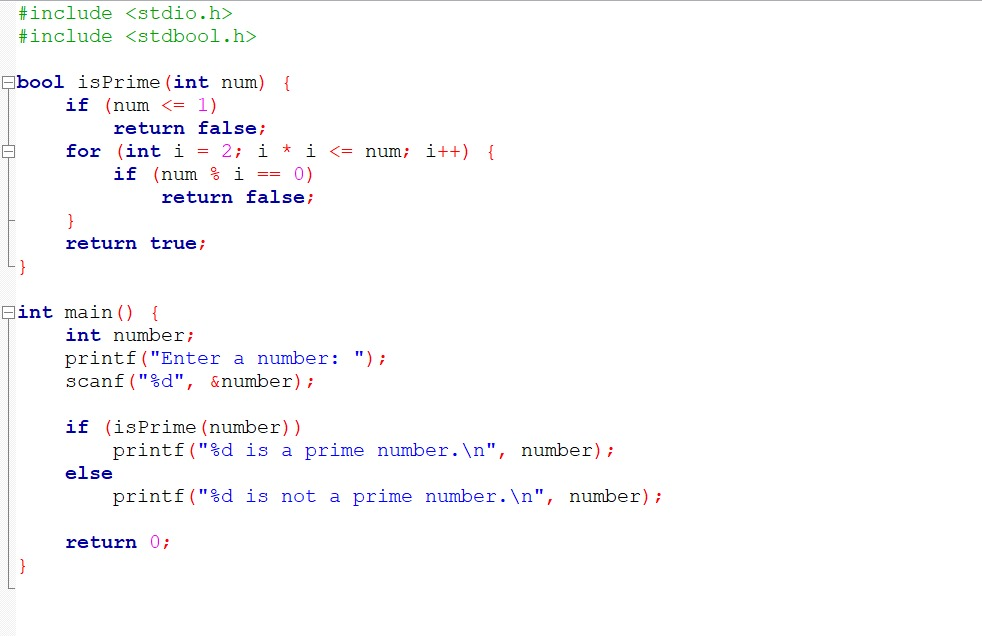 #include <stdio.h>
#include <stdbool.h>

bool isPrime(int num) {
    if (num <= 1)
        return false;
    for (int i = 2; i * i <= num; i++) {
        if (num % i == 0)
            return false;
    }
    return true;
}

int main() {
    int number;
    printf("Enter a number: ");
    scanf("%d", &number);

    if (isPrime(number))
        printf("%d is a prime number.\n", number);
    else
        printf("%d is not a prime number.\n", number);

    return 0;
}